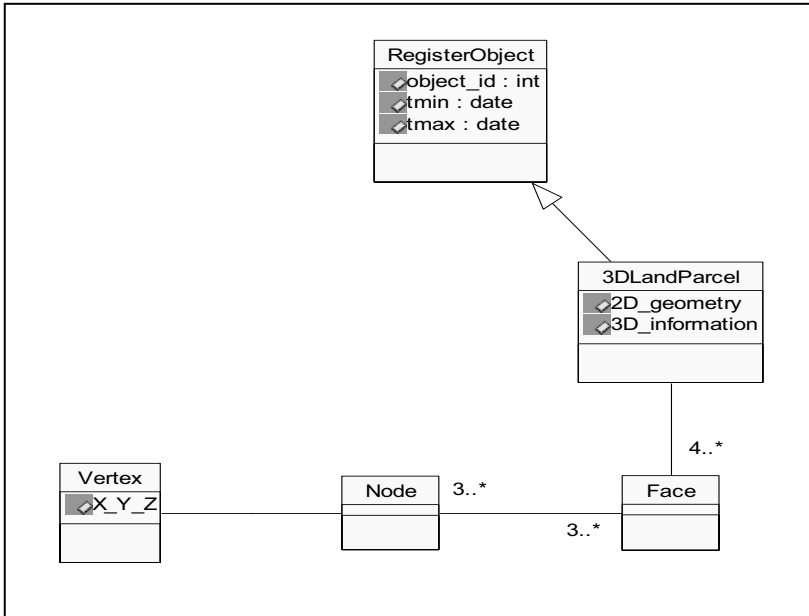 RegisterObject
object_id : int
tmin : date
tmax : date
3DLandParcel
2D_geometry
3D_information
4..*
Vertex
X_Y_Z
Node
3..*
3..*
Face